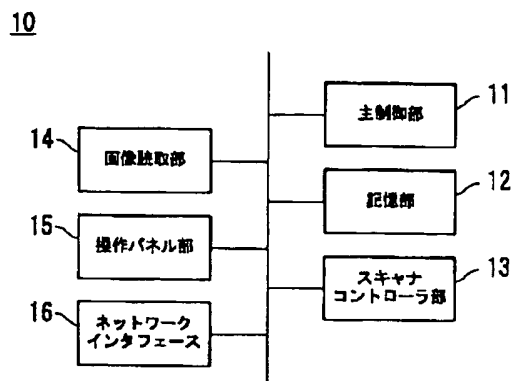 10
11
主制御部
14
画像読取部
12
記憶部
15
操作パネル部
13
スキャナ
コントローラ部
16
ネットワーク
インタフェース